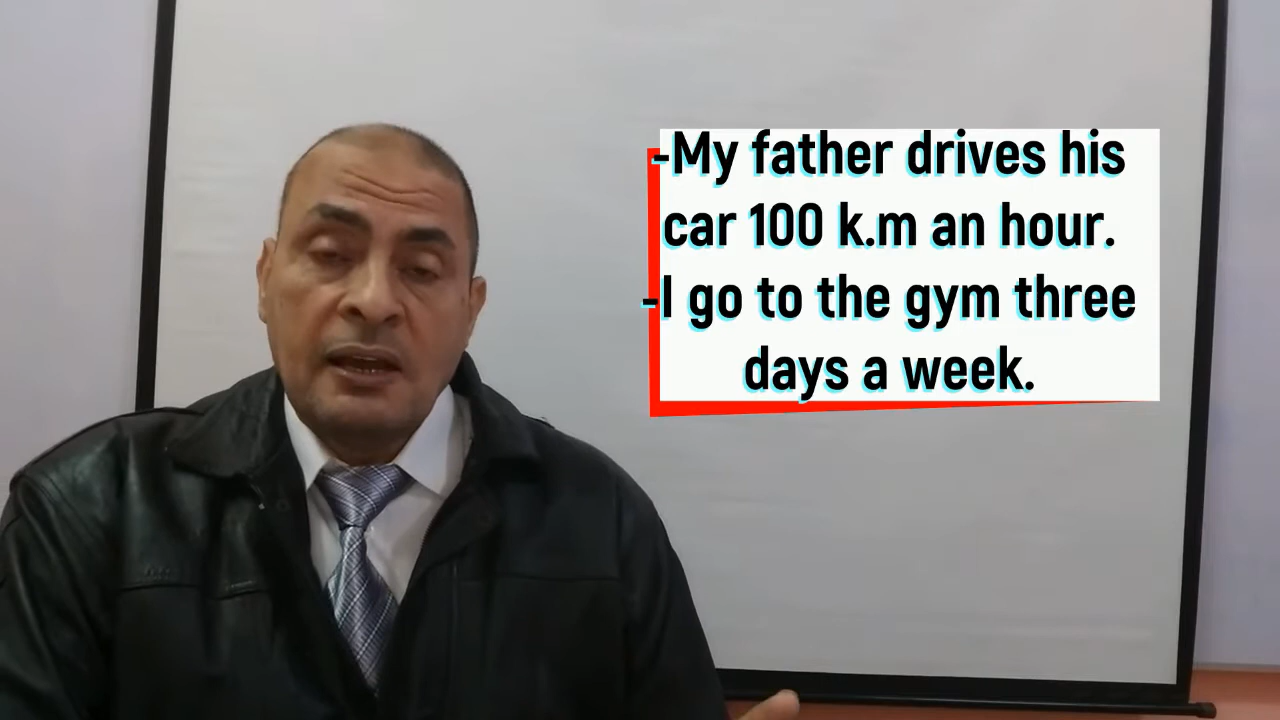 -My father drives his
car 100 k.m an hour.
-I go to the gym three
days a week.